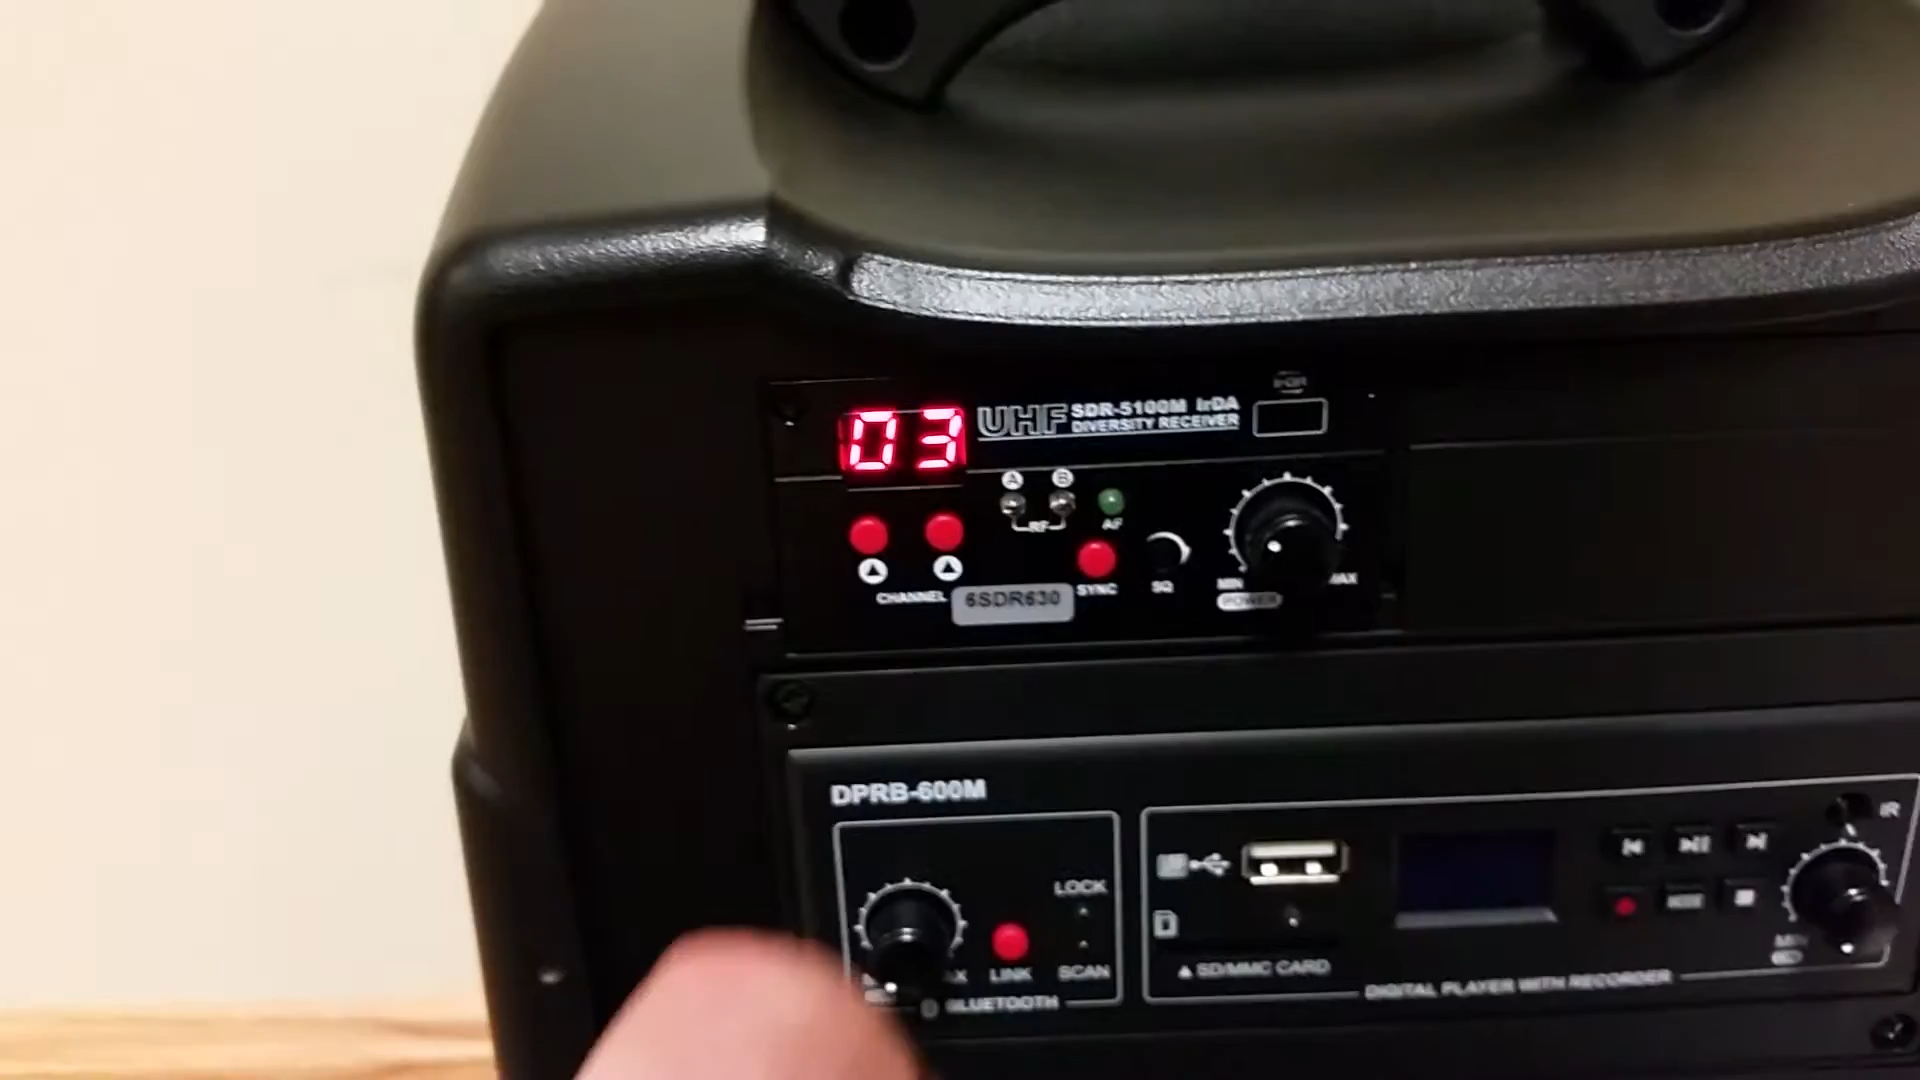 03
UHF SDR-5100M IrDA
DIVERSITY RECEIVER
A B
RF
AF
CHANNEL
6SDR630
SYNC
SQ
MIN MAX
POWER
DPRB-600M
IR
LOCK
LINK
SCAN
BLUETOOTH
SD/MMC CARD
MIN
DIGITAL PLAYER WITH RECORDER